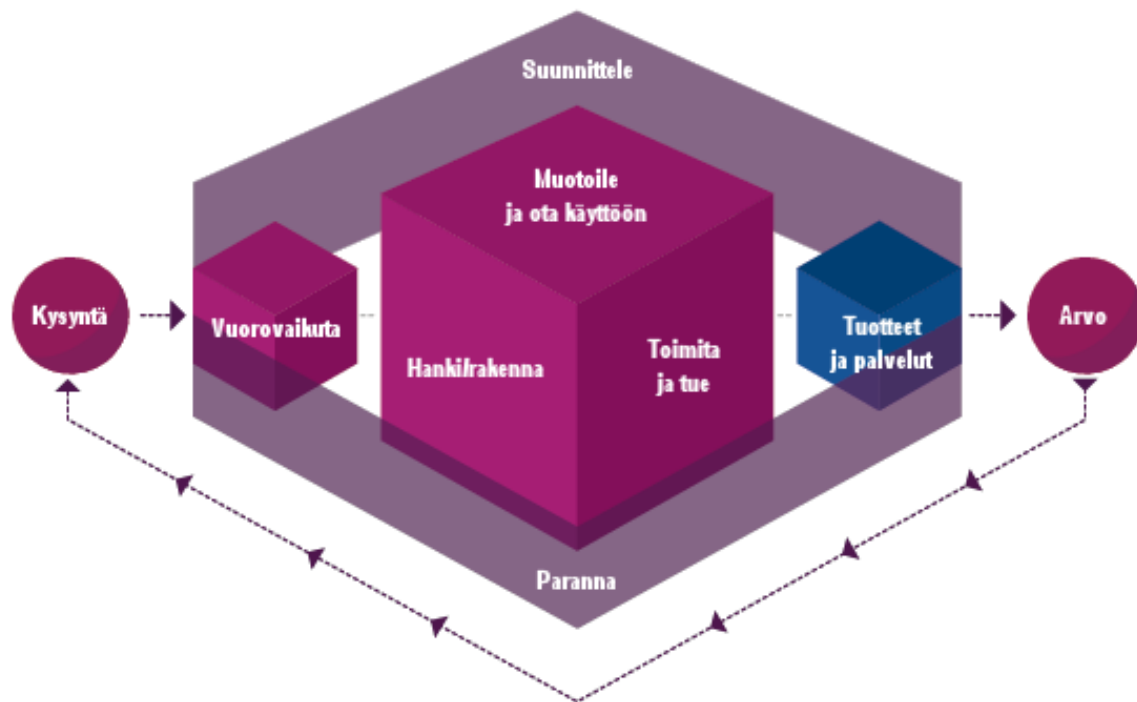 Suunnittele
Muotoile
ja ota käyttöön
Kysyntä
Vuorovaikuta
Hanki/rakenna
Toimita
ja tue
Tuotteet
ja palvelut
Arvo
Paranna